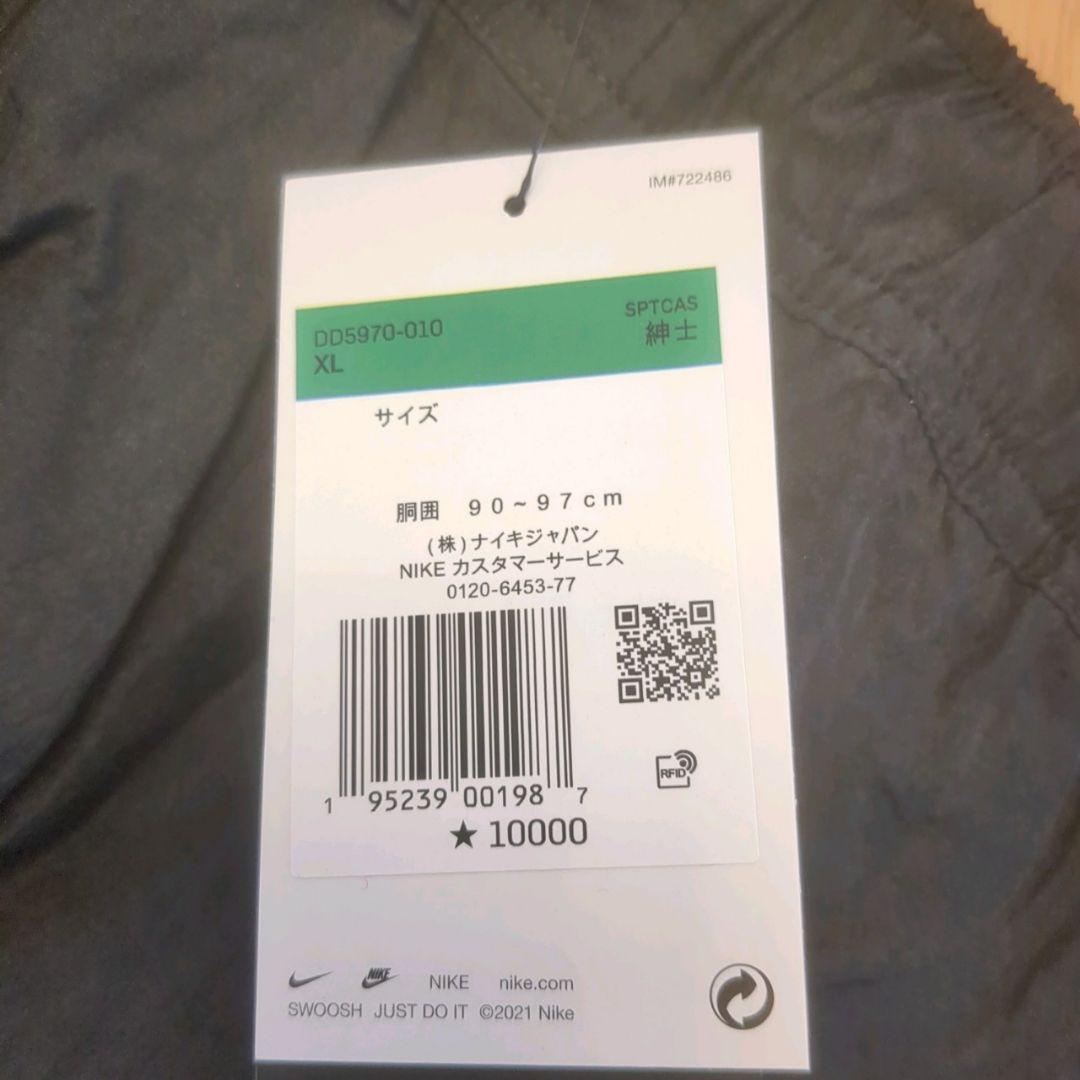 IM#722486
DD5970-010
XL
SPTCAS
紳士
サイズ
胴囲 90~97cm
(株)ナイキジャパン
NIKE カスタマーサービス
0120-6453-77
RFID
1 95239 00198 7
★ 10000
NIKE NIKE nike.com
SWOOSH JUST DO IT ©2021 Nike